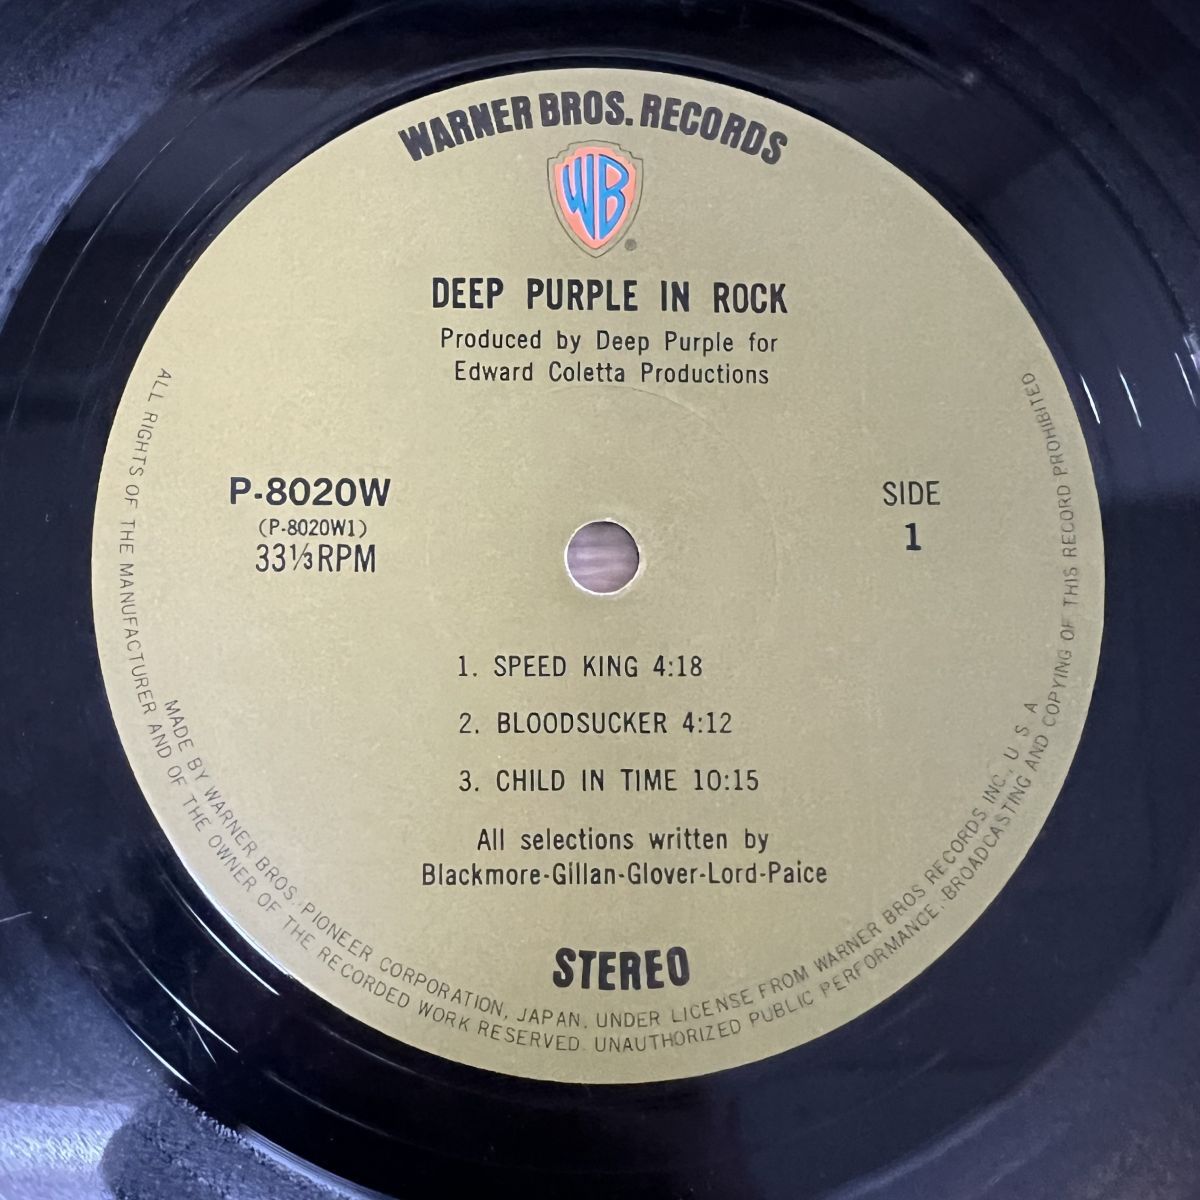 WARNER BROS. RECORDS
WB
®
DEEP PURPLE IN ROCK
Produced by Deep Purple for
Edward Coletta Productions
P-8020W
(P-8020W1)
33⅓RPM
SIDE
1
1. SPEED KING 4:18
2. BLOODSUCKER 4:12
3. CHILD IN TIME 10:15
All selections written by
Blackmore-Gillan-Glover-Lord-Paice
STEREO
MADE BY WARNER BROS. PIONEER CORPORATION, JAPAN. UNDER LICENSE FROM WARNER BROS RECORDS INC., U S A
ALL RIGHTS OF THE MANUFACTURER AND OF THE OWNER OF THE RECORDED WORK RESERVED. UNAUTHORIZED PUBLIC PERFORMANCE, BROADCASTING AND COPYING OF THIS RECORD PROHIBITED